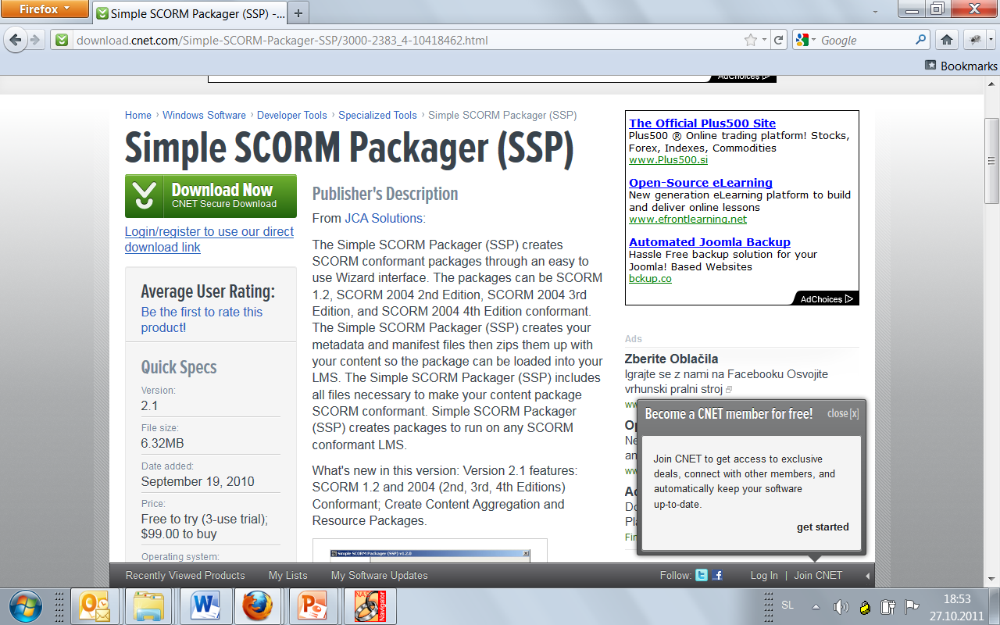 Firefox
Simple SCORM Packager (SSP) -...
download.cnet.com/Simple-SCORM-Packager-SSP/3000-2383_4-10418462.html
Google
Bookmarks
AdChoices
Home › Windows Software › Developer Tools › Specialized Tools › Simple SCORM Packager (SSP)
Simple SCORM Packager (SSP)
Download Now
CNET Secure Download
Login/register to use our direct
download link
Average User Rating:
Be the first to rate this
product!
Quick Specs
Version:
2.1
File size:
6.32MB
Date added:
September 19, 2010
Price:
Free to try (3-use trial);
$99.00 to buy
Operating system:
Publisher's Description
From JCA Solutions:
The Simple SCORM Packager (SSP) creates
SCORM conformant packages through an easy to
use Wizard interface. The packages can be SCORM
1.2, SCORM 2004 2nd Edition, SCORM 2004 3rd
Edition, and SCORM 2004 4th Edition conformant.
The Simple SCORM Packager (SSP) creates your
metadata and manifest files then zips them up with
your content so the package can be loaded into your
LMS. The Simple SCORM Packager (SSP) includes
all files necessary to make your content package
SCORM conformant. Simple SCORM Packager
(SSP) creates packages to run on any SCORM
conformant LMS.
What's new in this version: Version 2.1 features:
SCORM 1.2 and 2004 (2nd, 3rd, 4th Editions)
Conformant; Create Content Aggregation and
Resource Packages.
Simple SCORM Packager (SSP) v1.2.0
The Official Plus500 Site
Plus500 ® Online trading platform! Stocks,
Forex, Indexes, Commodities
www.Plus500.si
Open-Source eLearning
New generation eLearning platform to build
and deliver online lessons
www.efrontlearning.net
Automated Joomla Backup
Hassle Free backup solution for your
Joomla! Based Websites
bckup.co
AdChoices
Ads
Zberite Oblačila
Igrajte se z nami na Facebooku Osvojite
vrhunski pralni stroj
Become a CNET member for free!
close [x]
Join CNET to get access to exclusive
deals, connect with other members, and
automatically keep your software
up-to-date.
get started
Recently Viewed Products
My Lists
My Software Updates
Follow:
Log In | Join CNET
Navigator
SL
18:53
27.10.2011